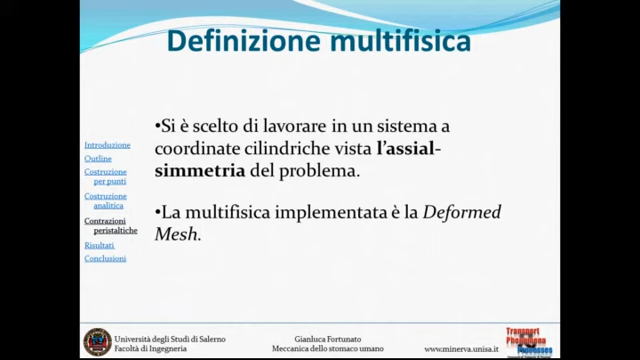 Definizione multifisica
•Si è scelto di lavorare in un sistema a
coordinate cilindriche vista l’assial-
simmetria del problema.
•La multifisica implementata è la Deformed
Mesh.
Introduzione
Outline
Costruzione
per punti
Costruzione
analitica
Contrazioni
peristaltiche
Risultati
Conclusioni
Università degli Studi di Salerno
Facoltà di Ingegneria
Gianluca Fortunato
Meccanica dello stomaco umano
www.minerva.unisa.it
Transport
Phenomena
Processes